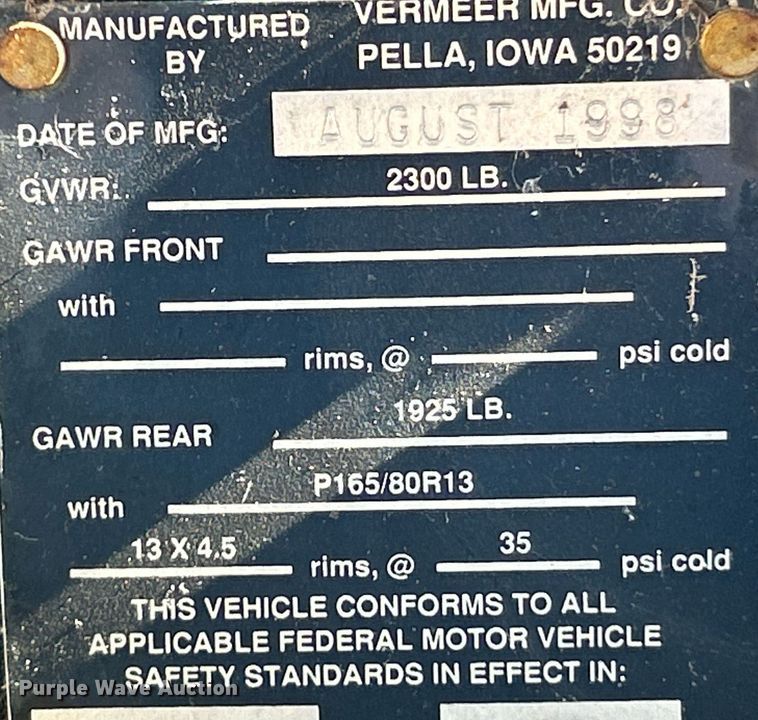 MANUFACTURED BY
VERMEER MFG. CO.
PELLA, IOWA 50219
DATE OF MFG: AUGUST 1998
GVWR: 2300 LB.
GAWR FRONT
with
rims, @ psi cold
GAWR REAR 1925 LB.
with P165/80R13
13 X 4.5 rims, @ 35 psi cold
THIS VEHICLE CONFORMS TO ALL
APPLICABLE FEDERAL MOTOR VEHICLE
SAFETY STANDARDS IN EFFECT IN:
Purple Wave Auction